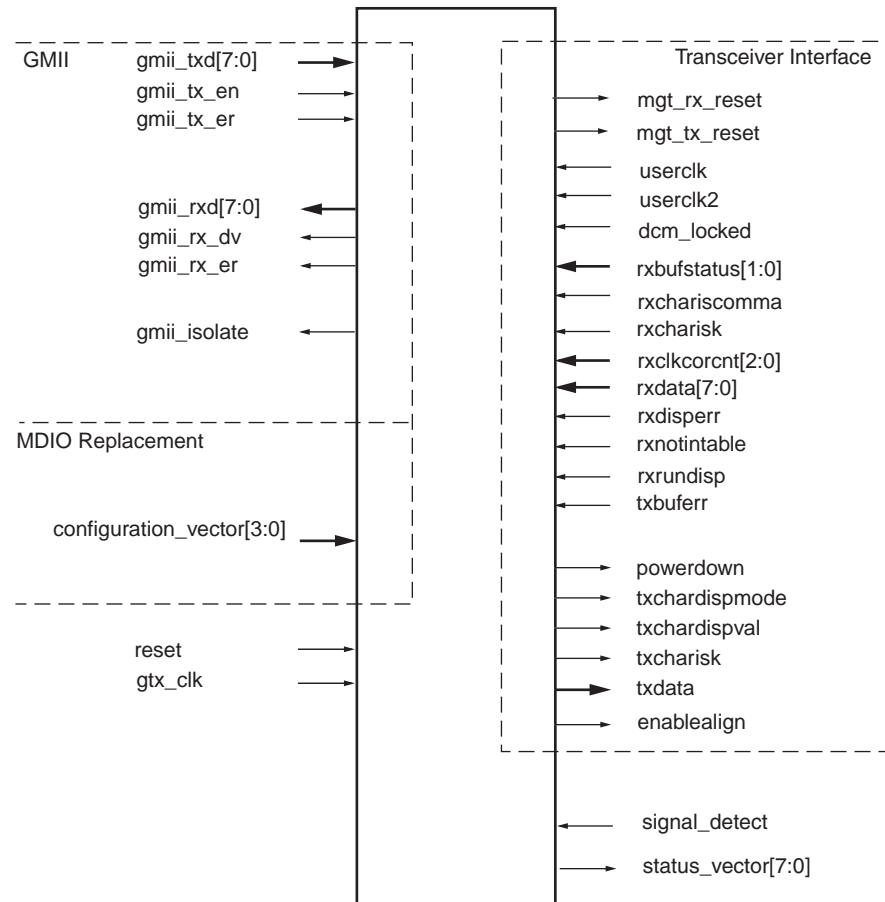 GMII
gmii_txd[7:0]
gmii_tx_en
gmii_tx_er
gmii_rxd[7:0]
gmii_rx_dv
gmii_rx_er
gmii_isolate
MDIO Replacement
configuration_vector[3:0]
reset
gtx_clk
Transceiver Interface
mgt_rx_reset
mgt_tx_reset
userclk
userclk2
dcm_locked
rxbufstatus[1:0]
rxchariscomma
rxcharisk
rxclkcorcnt[2:0]
rxdata[7:0]
rxdisperr
rxnotintable
rxrundisp
txbuferr
powerdown
txchardispmode
txchardispval
txcharisk
txdata
enablealign
signal_detect
status_vector[7:0]